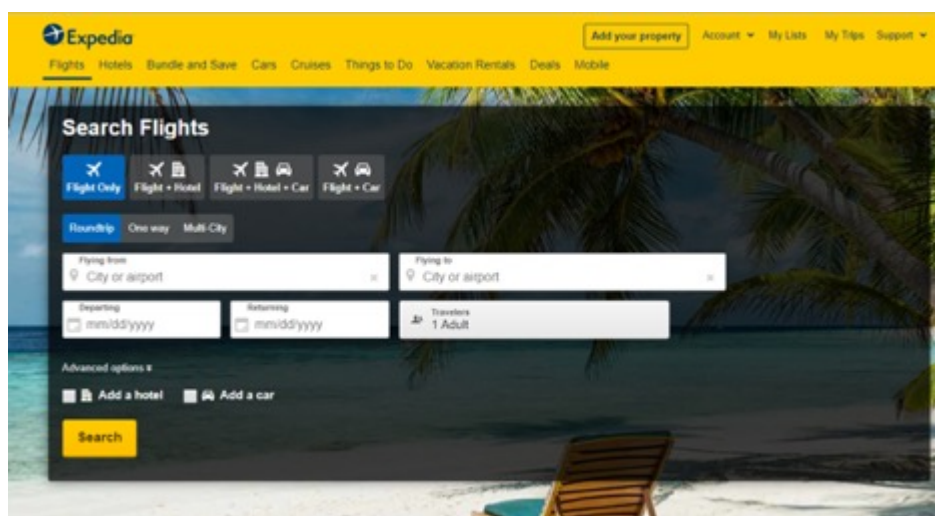 Expedia
Add your property Account My Lists My Trips Support
Flights Hotels Bundle and Save Cars Cruises Things to Do Vacation Rentals Deals Mobile
Search Flights
Flight Only Flight + Hotel Flight + Hotel + Car Flight + Car
Roundtrip One way Multi-City
Flying from Flying to
City or airport City or airport
Departing Returning Travelers
mm/dd/yyyy mm/dd/yyyy 1 Adult
Advanced options
Add a hotel Add a car
Search